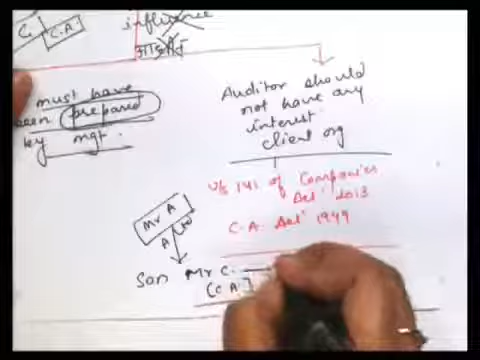 C.
C.A
influence
must have
been prepared
by mgt.
Auditor should
not have any
interest
client org
u/s 141 of Companies
Act 2013
C.A. Act 1949
Mr A
A
Son Mr C.
(C.A.)